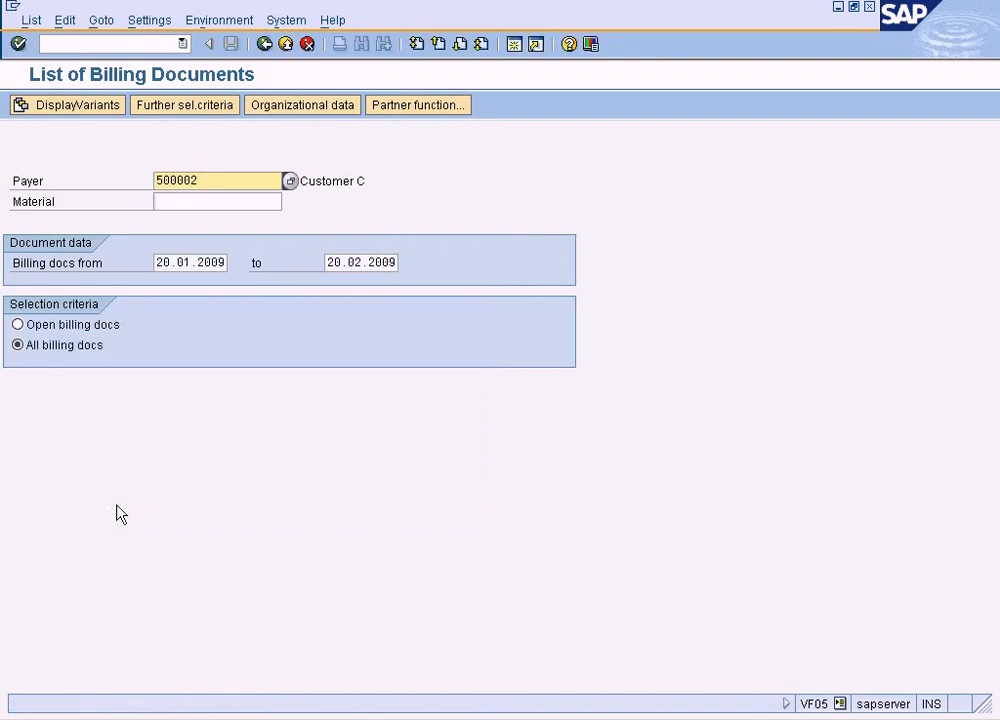 List Edit Goto Settings Environment System Help
SAP
List of Billing Documents
DisplayVariants Further sel.criteria Organizational data Partner function...
Payer 500002 Customer C
Material
Document data
Billing docs from 20.01.2009 to 20.02.2009
Selection criteria
Open billing docs
All billing docs
VF05 sapserver INS